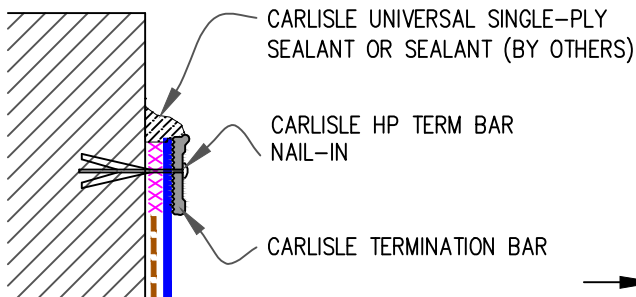 CARLISLE UNIVERSAL SINGLE-PLY
SEALANT OR SEALANT (BY OTHERS)
CARLISLE HP TERM BAR
NAIL-IN
CARLISLE TERMINATION BAR